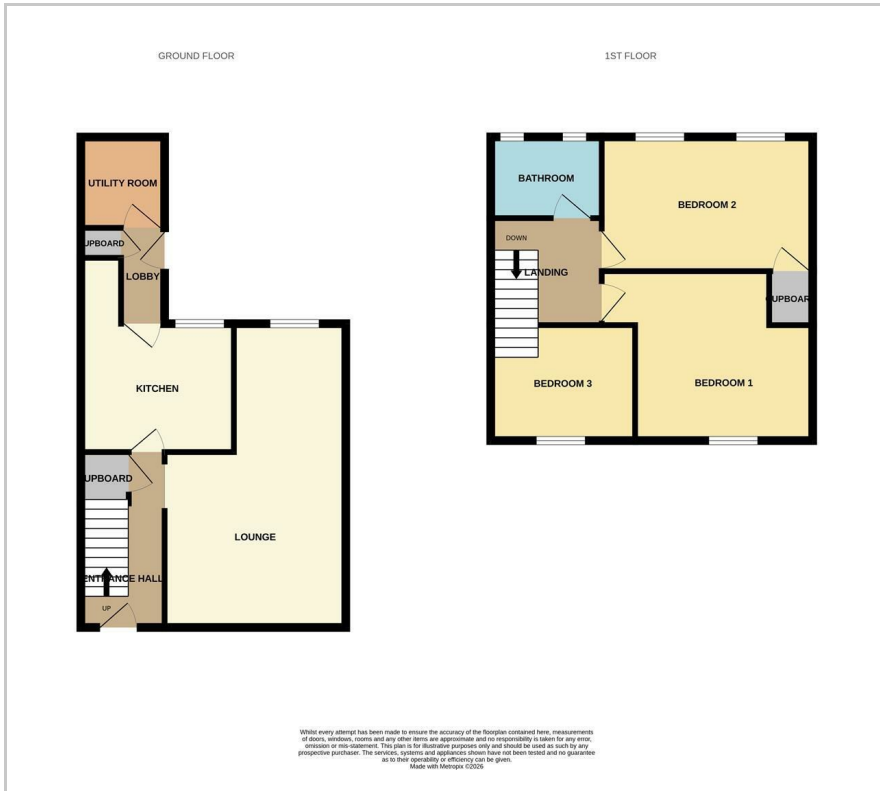 GROUND FLOOR
1ST FLOOR
UTILITY ROOM
UPBOARD
LOBBY
KITCHEN
UPBOARD
LOUNGE
ENTRANCE HALL
UP
BATHROOM
BEDROOM 2
DOWN
LANDING
UPBOAR
BEDROOM 3
BEDROOM 1
Whilst every attempt has been made to ensure the accuracy of the floorplan contained here, measurements
of doors, windows, rooms and any other items are approximate and no responsibility is taken for any error,
omission or mis-statement. This plan is for illustrative purposes only and should be used as such by any
prospective purchaser. The services, systems and appliances shown have not been tested and no guarantee
as to their operability or efficiency can be given.
Made with Metropix ©2026